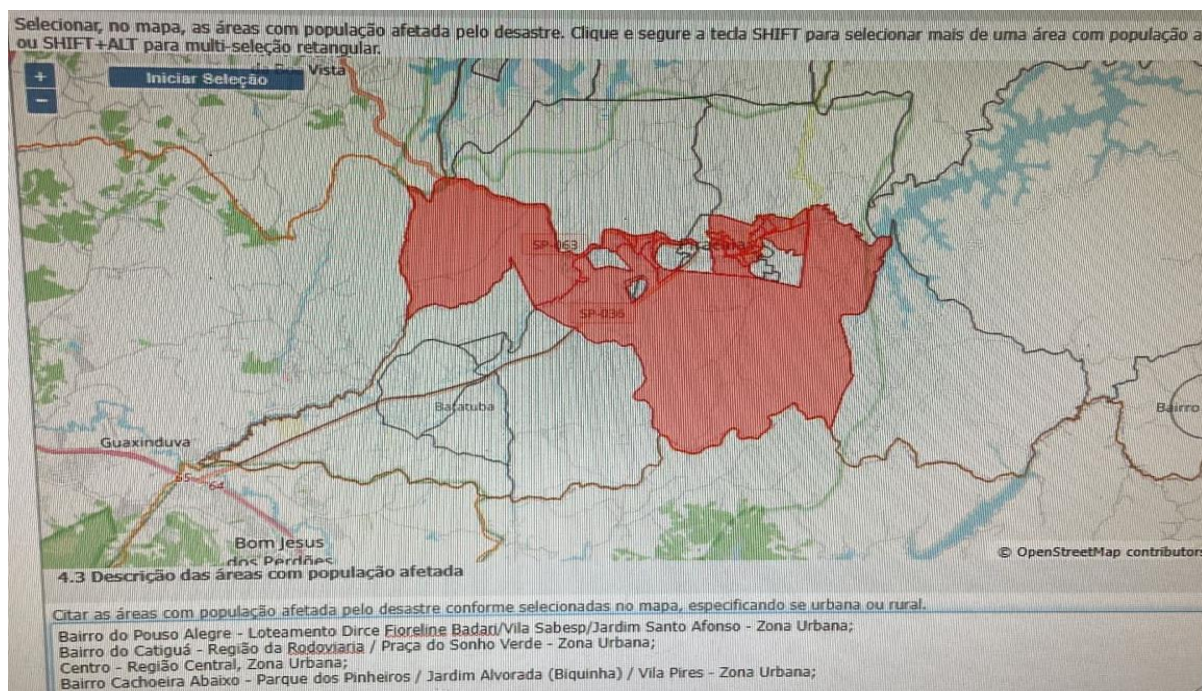 Selecionar, no mapa, as áreas com população afetada pelo desastre. Clique e segure a tecla SHIFT para selecionar mais de uma área com população a
ou SHIFT+ALT para multi-seleção retangular.
+
Iniciar Seleção
Vista
−
SP-063
SP-036
Batatuba
Bairro
Guaxinduva
65
64
Bom Jesus
dos Perdões
© OpenStreetMap contributors
4.3 Descrição das áreas com população afetada
Citar as áreas com população afetada pelo desastre conforme selecionadas no mapa, especificando se urbana ou rural.
Bairro do Pouso Alegre - Loteamento Dirce Fioreline Badari/Vila Sabesp/Jardim Santo Afonso - Zona Urbana;
Bairro do Catiguá - Região da Rodoviaria / Praça do Sonho Verde - Zona Urbana;
Centro - Região Central, Zona Urbana;
Bairro Cachoeira Abaixo - Parque dos Pinheiros / Jardim Alvorada (Biquinha) / Vila Pires - Zona Urbana;